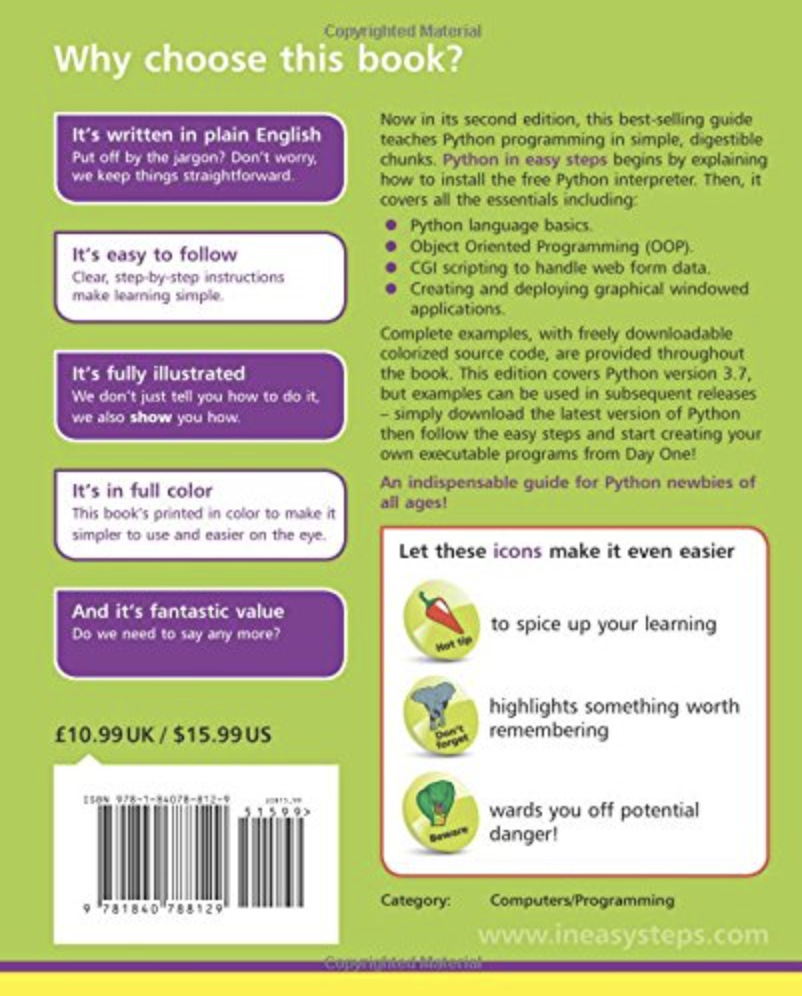 Copyrighted Material
Why choose this book?
It's written in plain English
Put off by the jargon? Don't worry,
we keep things straightforward.
It's easy to follow
Clear, step-by-step instructions
make learning simple.
It's fully illustrated
We don't just tell you how to do it,
we also show you how.
It's in full color
This book's printed in color to make it
simpler to use and easier on the eye.
And it's fantastic value
Do we need to say any more?
£10.99UK / $15.99US
ISBN 978-1-84078-812-9
51599>
9 781840 788129
Now in its second edition, this best-selling guide
teaches Python programming in simple, digestible
chunks. Python in easy steps begins by explaining
how to install the free Python interpreter. Then, it
covers all the essentials including:
● Python language basics.
● Object Oriented Programming (OOP).
● CGI scripting to handle web form data.
● Creating and deploying graphical windowed
applications.
Complete examples, with freely downloadable
colorized source code, are provided throughout
the book. This edition covers Python version 3.7,
but examples can be used in subsequent releases
– simply download the latest version of Python
then follow the easy steps and start creating your
own executable programs from Day One!
An indispensable guide for Python newbies of
all ages!
Let these icons make it even easier
Hot tip
to spice up your learning
Don't
forget
highlights something worth
remembering
Beware
wards you off potential
danger!
Category: Computers/Programming
www.ineasysteps.com
Copyrighted Material